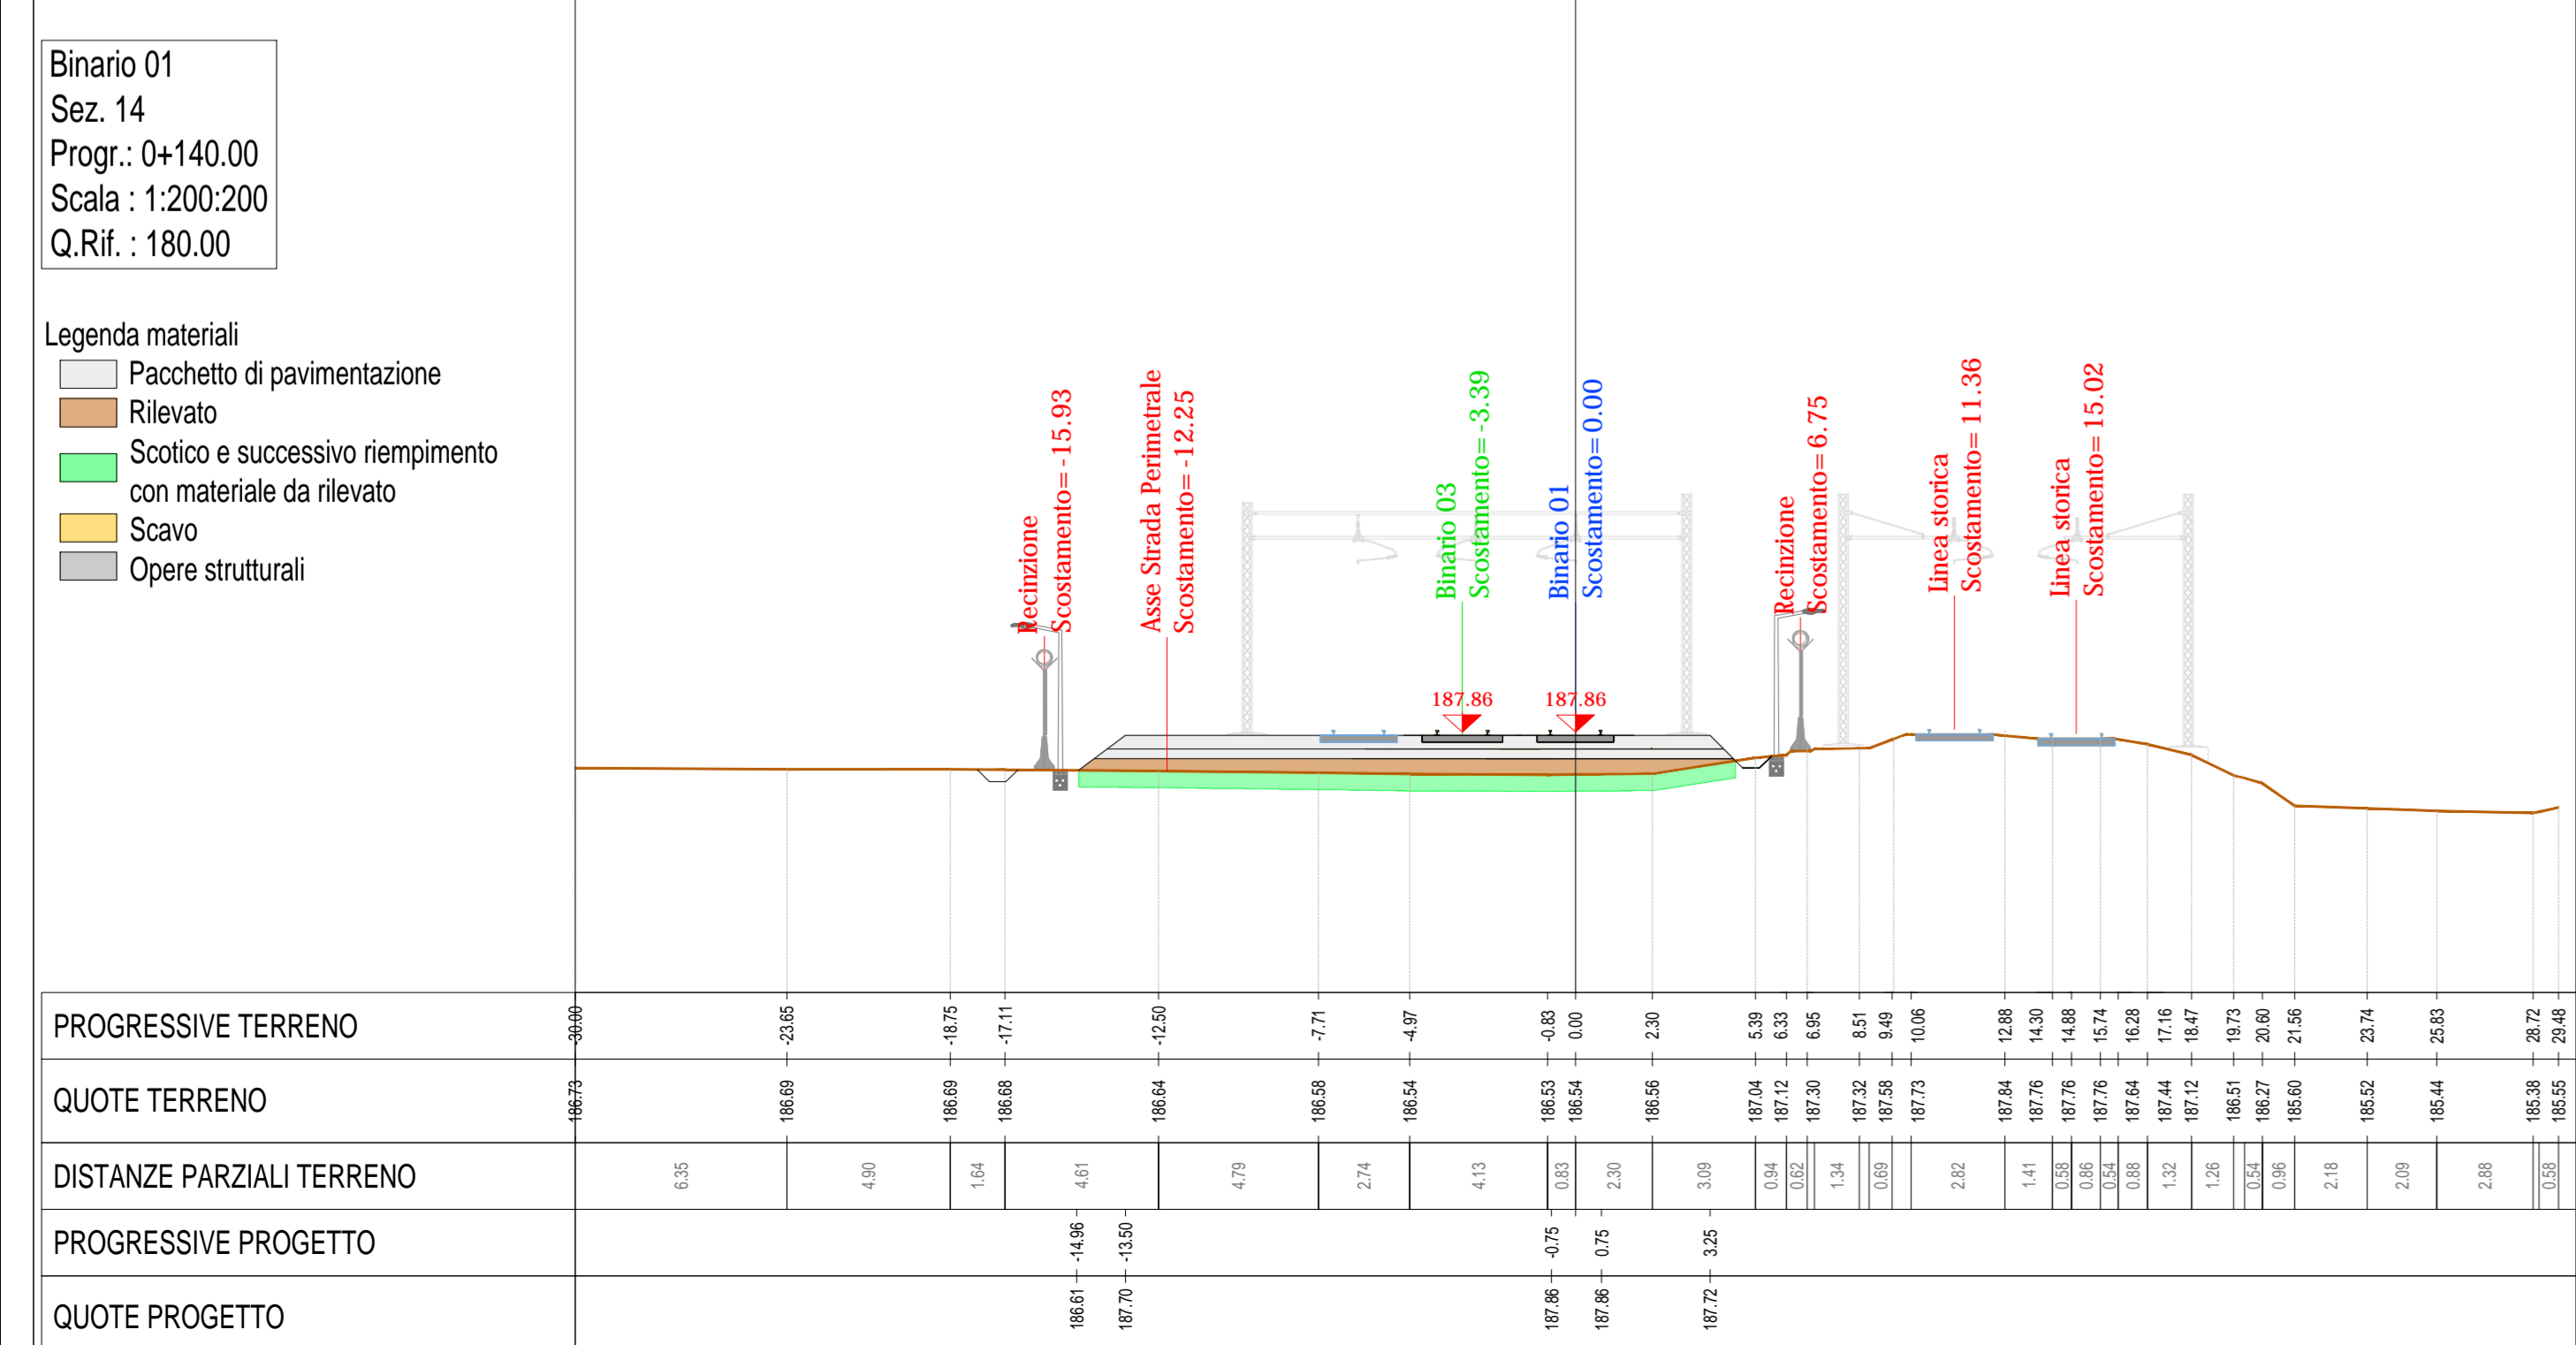 Binario 01
Sez. 14
Progr.: 0+140.00
Scala : 1:200:200
Q.Rif. : 180.00
Legenda materiali
Pacchetto di pavimentazione
Rilevato
Scotico e successivo riempimento
con materiale da rilevato
Scavo
Opere strutturali
Recinzione
Scostamento= -15.93
Asse Strada Perimetrale
Scostamento= -12.25
Binario 03
Scostamento= -3.39
Binario 01
Scostamento= 0.00
Recinzione
Scostamento= 6.75
Linea storica
Scostamento= 11.36
Linea storica
Scostamento= 15.02
187.86 187.86
PROGRESSIVE TERRENO -30.00 -23.65 -18.75 -17.11 -12.50 -7.71 -4.97 -0.83 0.00 2.30 5.39 6.33 6.95 8.51 9.49 10.06 12.88 14.30 14.88 15.74 16.28 17.16 18.47 19.73 20.60 21.56 23.74 25.83 28.72 29.48
QUOTE TERRENO 186.73 186.69 186.69 186.68 186.64 186.58 186.54 186.53 186.54 186.56 187.04 187.12 187.30 187.32 187.58 187.73 187.84 187.76 187.76 187.76 187.64 187.44 187.12 186.51 186.27 185.60 185.52 185.44 185.38 185.55
DISTANZE PARZIALI TERRENO 6.35 4.90 1.64 4.61 4.79 2.74 4.13 0.83 2.30 3.09 0.94 0.62 1.34 0.69 2.82 1.41 0.58 0.86 0.54 0.88 1.32 1.26 0.54 0.96 2.18 2.09 2.88 0.58
PROGRESSIVE PROGETTO -14.96 -13.50 -0.75 0.75 3.25
QUOTE PROGETTO 186.61 187.70 187.86 187.86 187.72